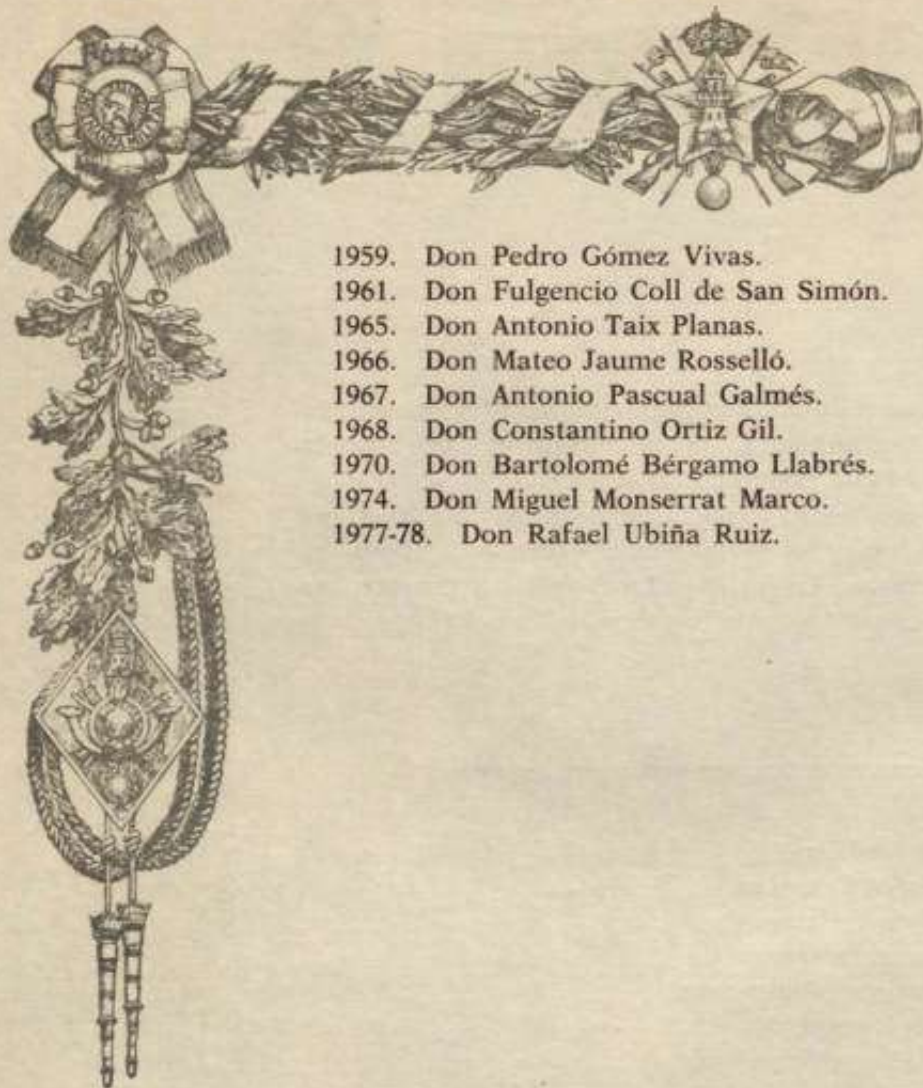 1959. Don Pedro Gómez Vivas.
1961. Don Fulgencio Coll de San Simón.
1965. Don Antonio Taix Planas.
1966. Don Mateo Jaume Rosselló.
1967. Don Antonio Pascual Galmés.
1968. Don Constantino Ortiz Gil.
1970. Don Bartolomé Bérgamo Llabrés.
1974. Don Miguel Monserrat Marco.
1977-78. Don Rafael Ubiña Ruiz.